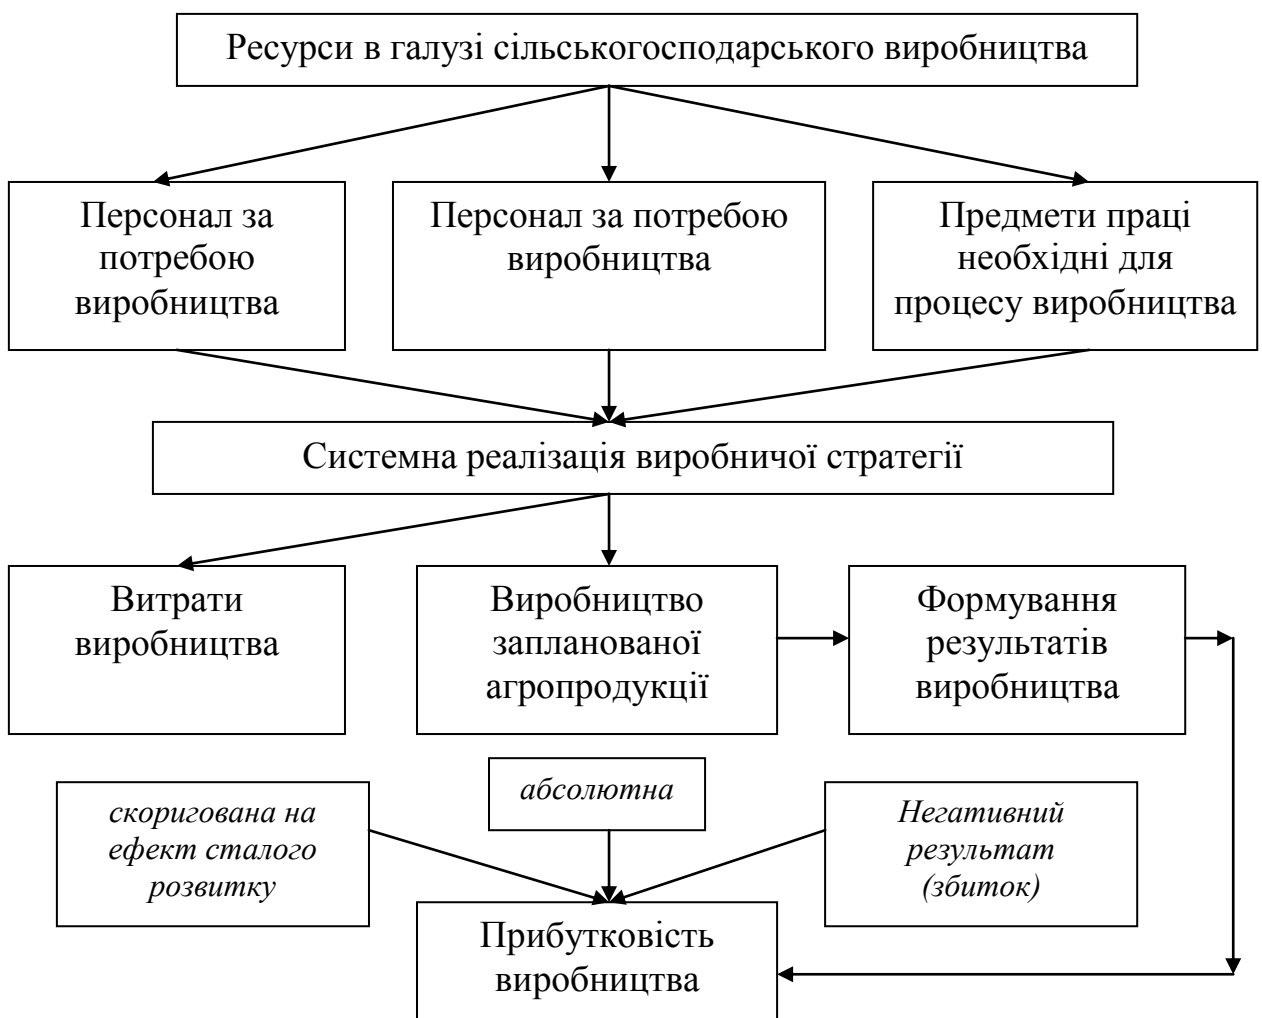 Ресурси в галузі сільськогосподарського виробництва
Персонал за
потребою
виробництва
Персонал за потребою
виробництва
Предмети праці
необхідні для
процесу виробництва
Системна реалізація виробничої стратегії
Витрати
виробництва
Виробництво
запланованої
агропродукції
Формування
результатів
виробництва
скоригована на
ефект сталого
розвитку
абсолютна
Негативний
результат
(збиток)
Прибутковість
виробництва